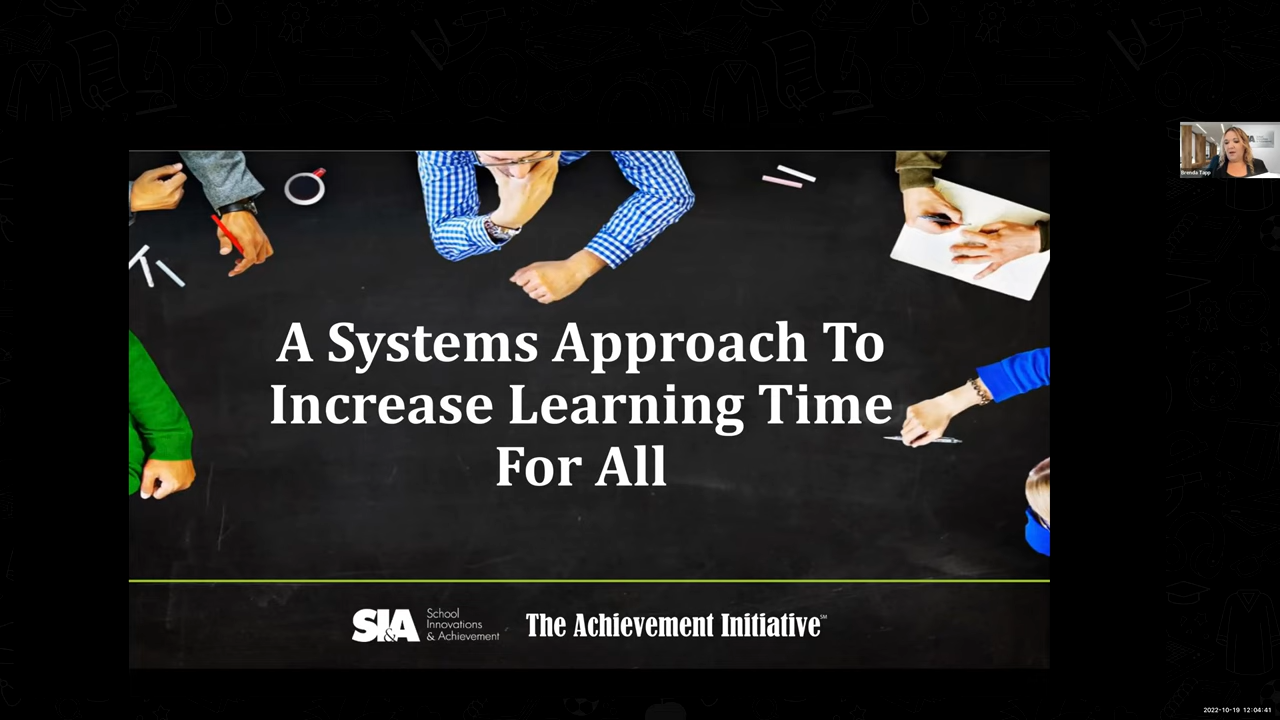 Brenda Tapp
A Systems Approach To
Increase Learning Time
For All
SI&A
School
Innovations
& Achievement
The Achievement Initiative℠
2022-10-19 12:04:41